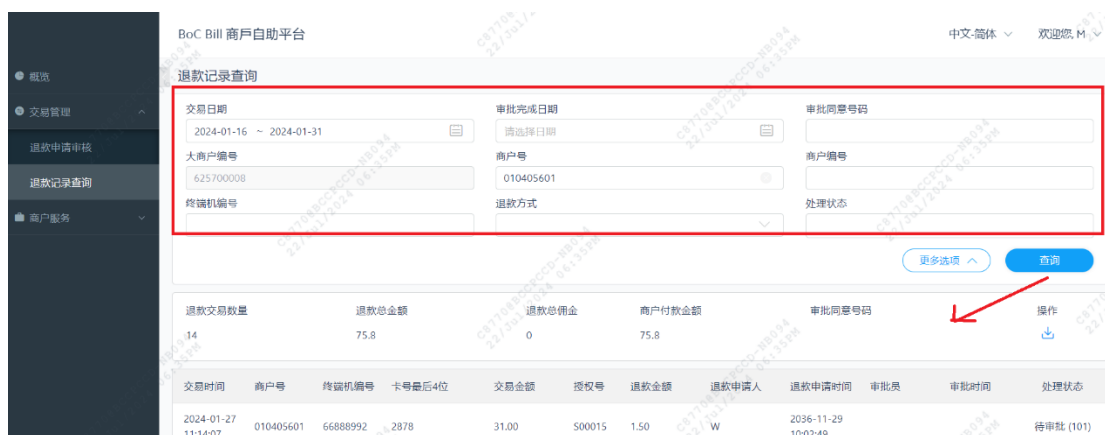 BoC Bill 商戶自助平台
中文-简体
欢迎您, M
概览
交易管理
退款申请审核
退款记录查询
商户服务
退款记录查询
交易日期
审批完成日期
审批同意号码
2024-01-16 ~ 2024-01-31
请选择日期
大商户编号
商户号
商户编号
625700008
010405601
终端机编号
退款方式
处理状态
更多选项
查询
退款交易数量
退款总金额
退款总佣金
商户付款金额
审批同意号码
操作
14
75.8
0
75.8
交易时间
商户号
终端机编号
卡号最后4位
交易金额
授权号
退款金额
退款申请人
退款申请时间
审批员
审批时间
处理状态
2024-01-27
11:14:07
010405601
66888992
2878
31.00
S00015
1.50
W
2036-11-29
10:02:49
待审批 (101)